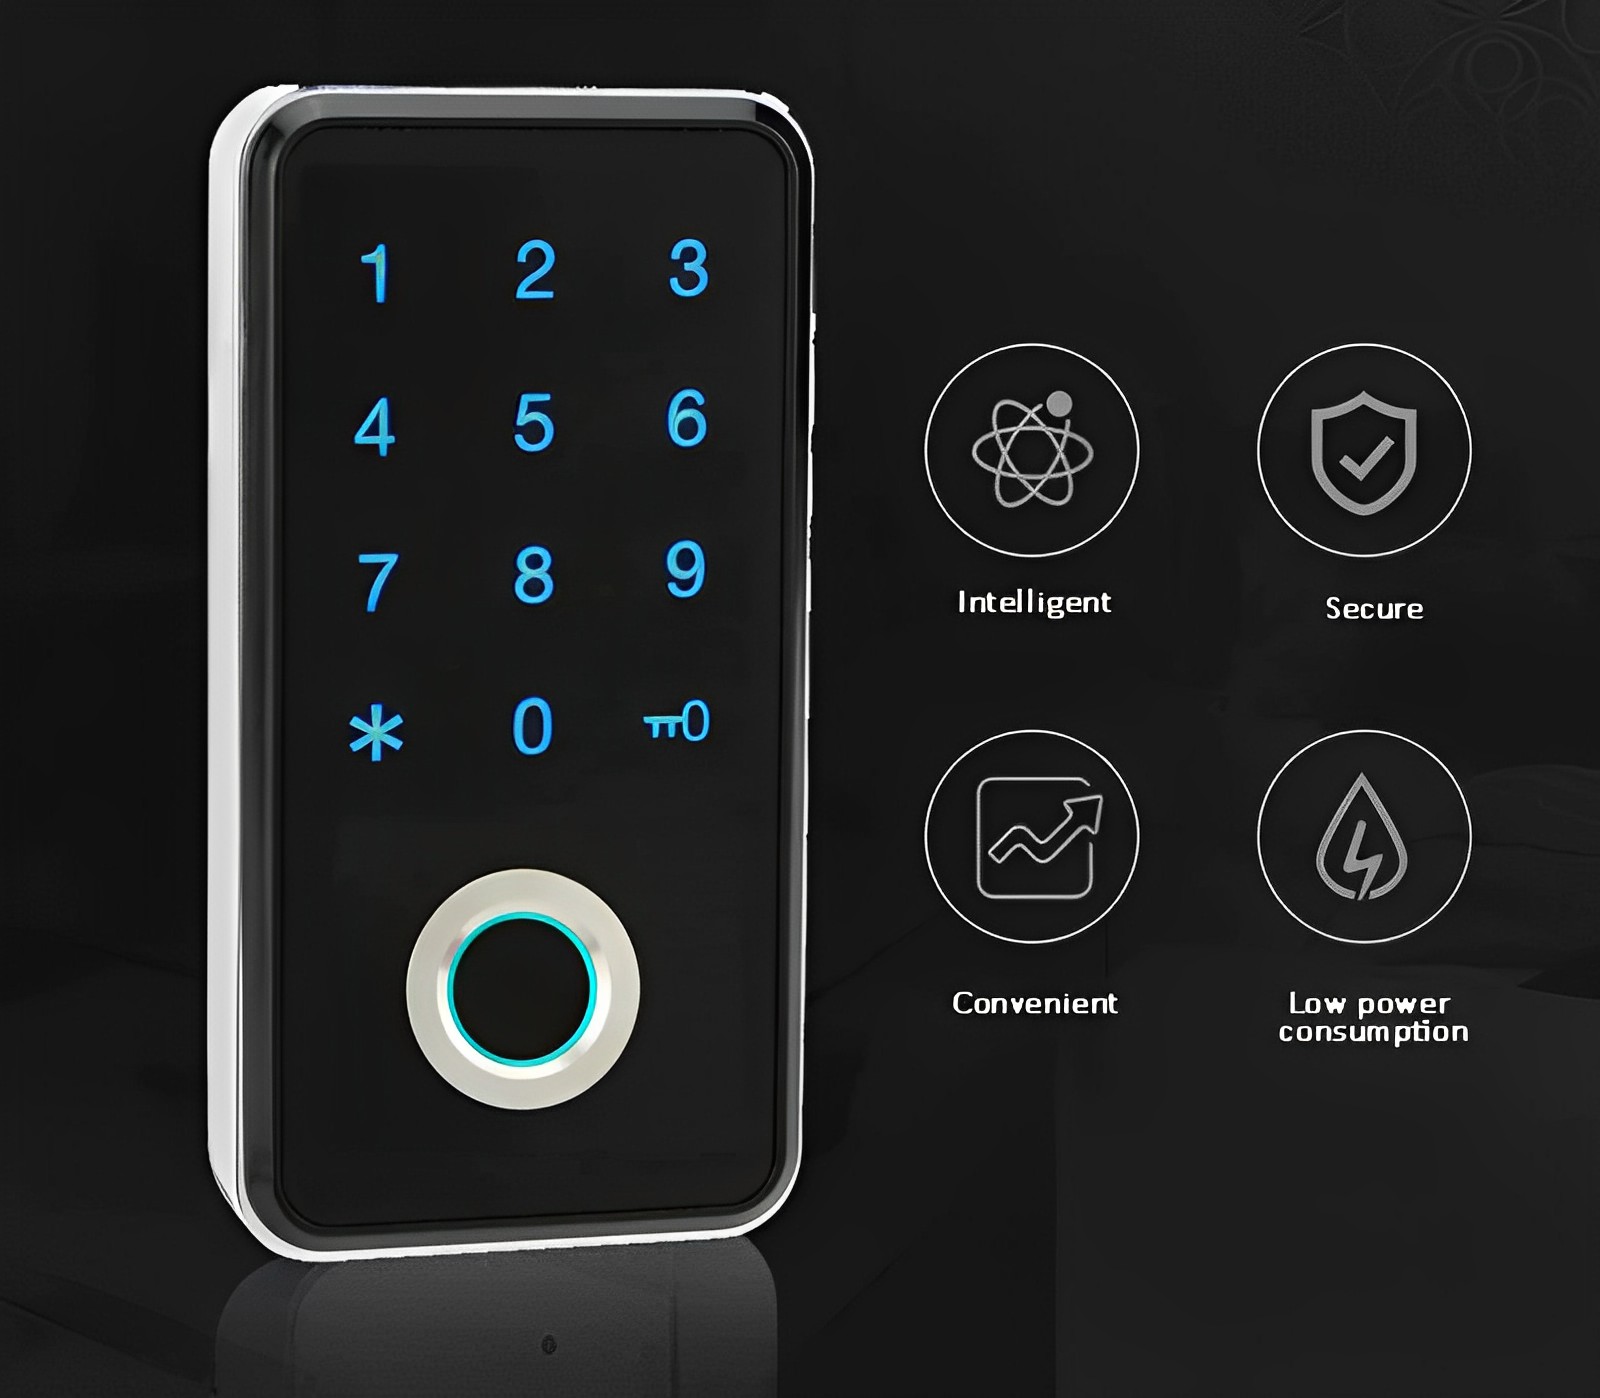 1 2 3
4 5 6
7 8 9
* 0
Intelligent
Secure
Convenient
Low power
consumption